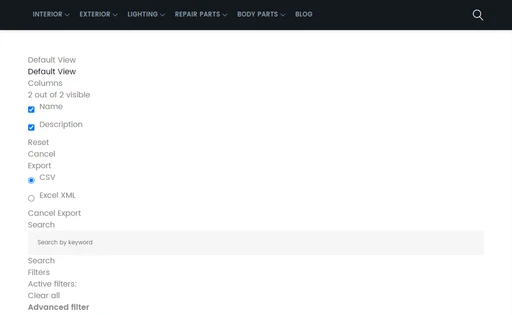 INTERIOR EXTERIOR LIGHTING REPAIR PARTS BODY PARTS BLOG
Default View
Default View
Columns
2 out of 2 visible
Name
Description
Reset
Cancel
Export
CSV
Excel XML
Cancel Export
Search
Search by keyword
Search
Filters
Active filters:
Clear all
Advanced filter